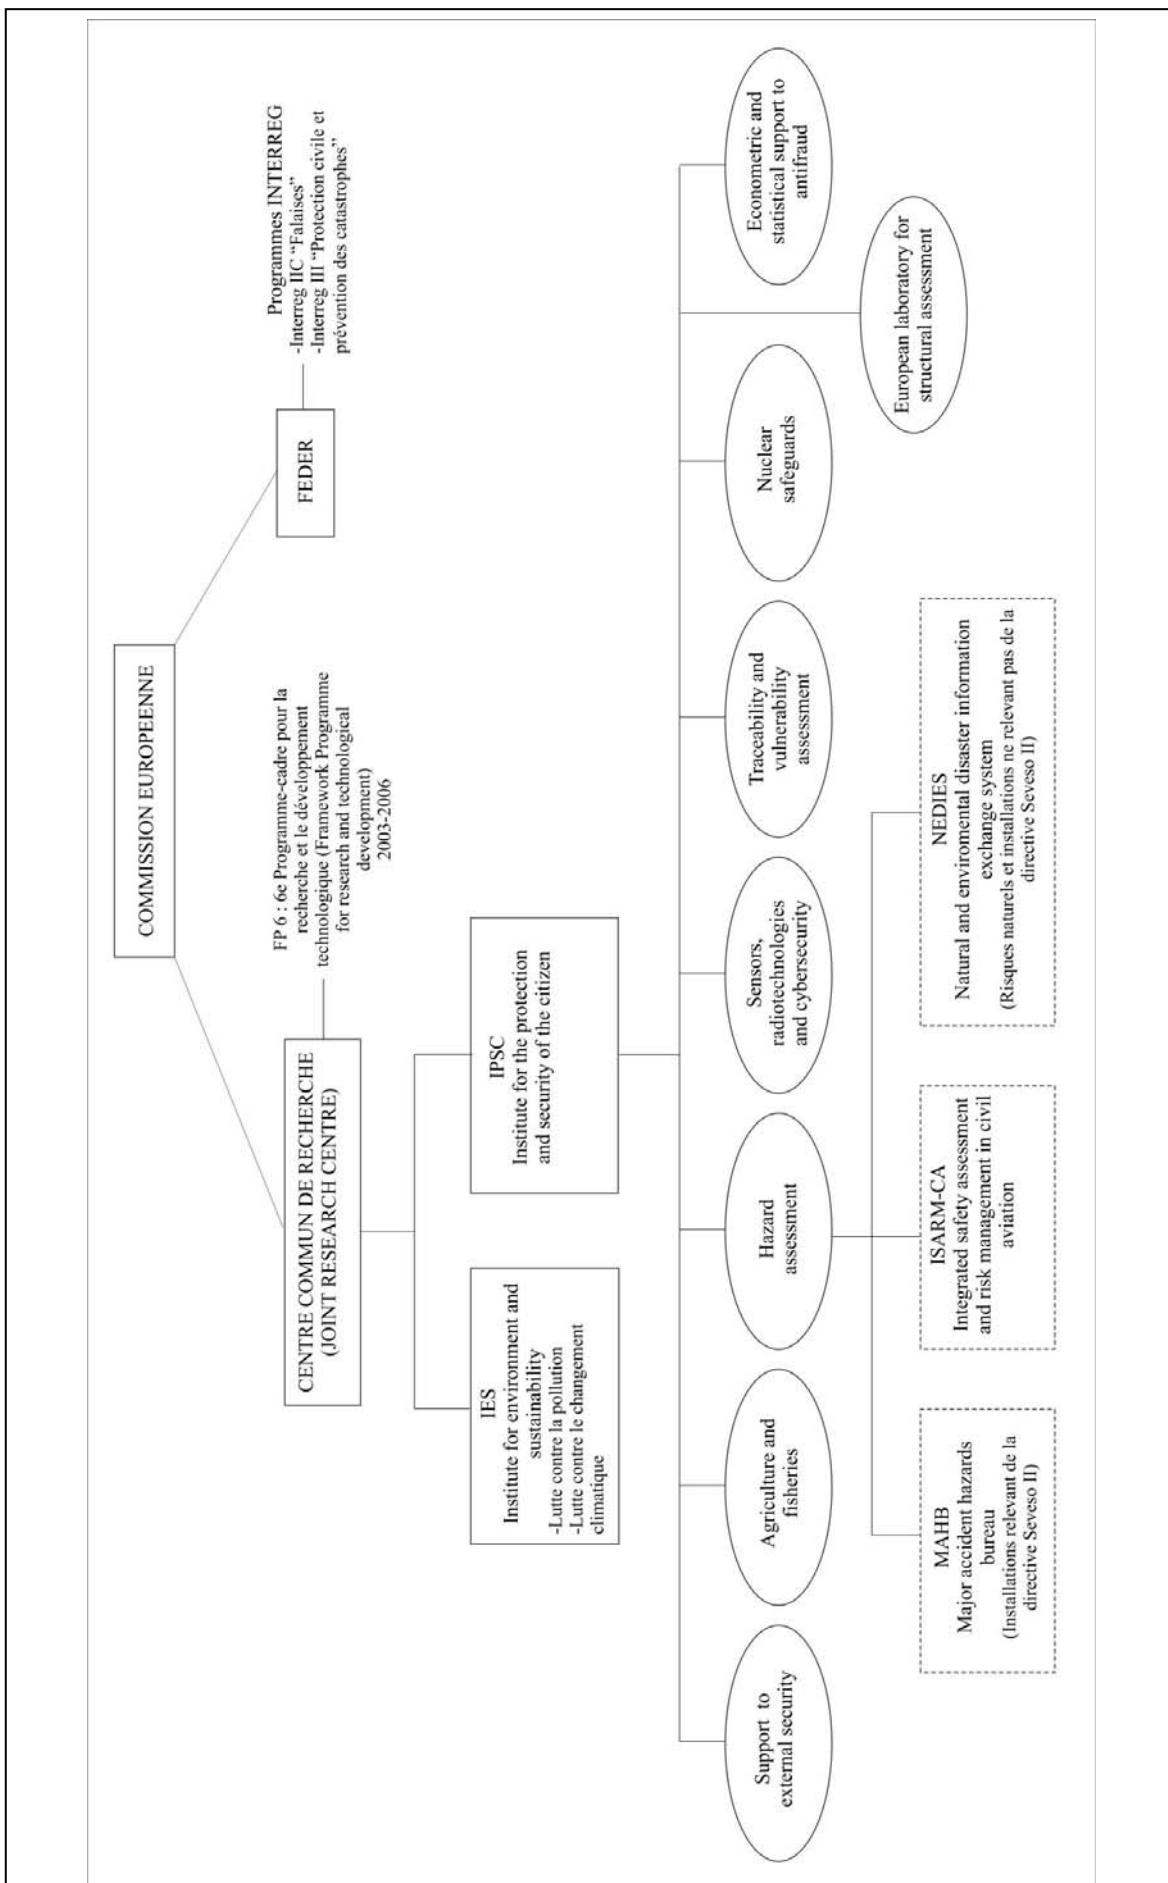 COMMISSION EUROPEENNE
CENTRE COMMUN DE RECHERCHE
(JOINT RESEARCH CENTRE)
FP 6 : 6e Programme-cadre pour la
recherche et le développement
technologique (Framework Programme
for research and technological
development)
2003-2006
FEDER
Programmes INTERREG
-Interreg IIC “Falaises”
-Interreg III “Protection civile et
prévention des catastrophes”
IES
Institute for environment and
sustainability
-Lutte contre la pollution
-Lutte contre le changement
climatique
IPSC
Institute for the protection
and security of the citizen
Support to
external security
Agriculture and
fisheries
Hazard
assessment
Sensors,
radiotechnologies
and cybersecurity
Traceability and
vulnerability
assessment
Nuclear
safeguards
European laboratory for
structural assessment
Econometric and
statistical support to
antifraud
MAHB
Major accident hazards
bureau
(Installations relevant de la
directive Seveso II)
ISARM-CA
Integrated safety assessment
and risk management in civil
aviation
NEDIES
Natural and enviromental disaster information
exchange system
(Risques naturels et installations ne relevant pas de la
directive Seveso II)